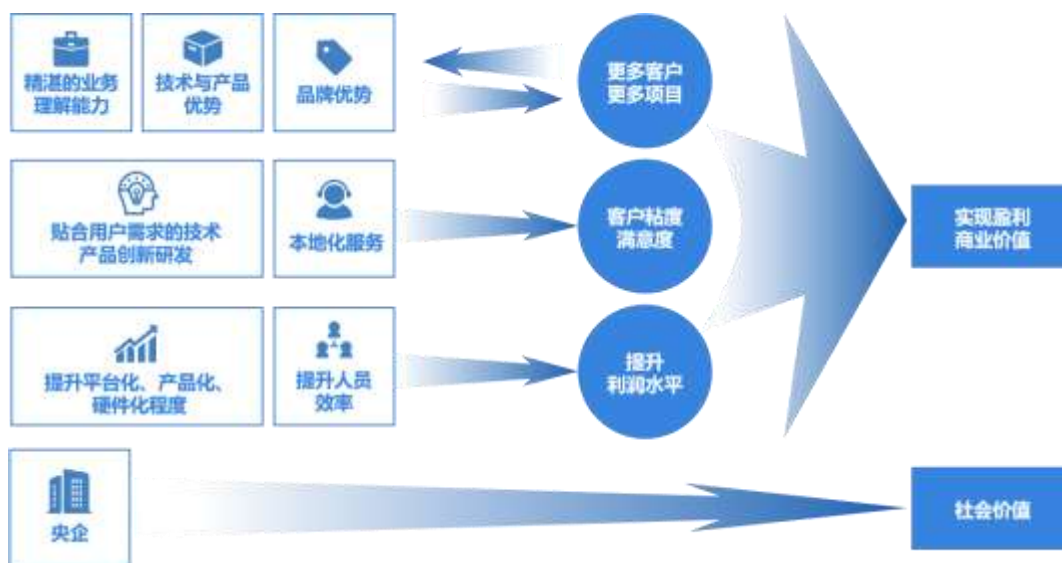 精湛的业务
理解能力
技术与产品
优势
品牌优势
更多客户
更多项目
贴合用户需求的技术
产品创新研发
本地化服务
客户粘度
满意度
实现盈利
商业价值
提升平台化、产品化、
硬件化程度
提升人员
效率
提升
利润水平
央企
社会价值